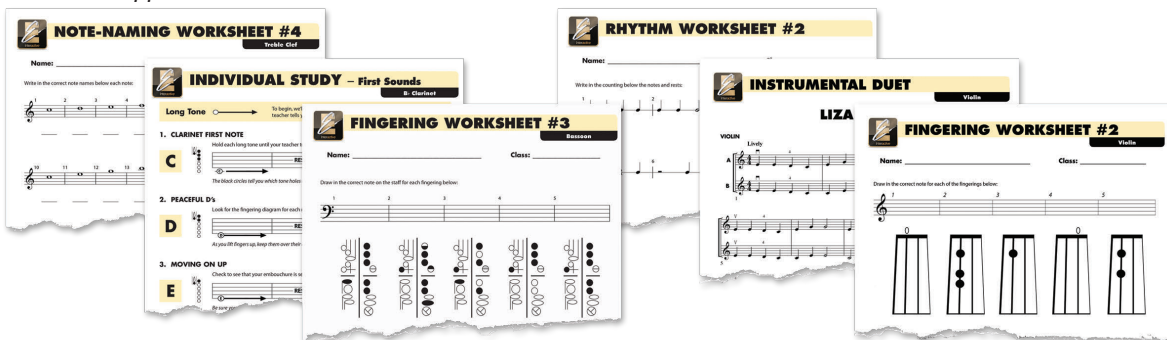 NOTE-NAMING WORKSHEET #4
Treble Clef
Name:
Write in the correct note names below each note:
2 3 4
10 11 12 13
INDIVIDUAL STUDY – First Sounds
B♭ Clarinet
Long Tone
To begin, we'll
teacher tells
1. CLARINET FIRST NOTE
Hold each long tone until your teacher
C
RES
The black circles tell you which tone holes
2. PEACEFUL D's
Look for the fingering diagram for each
D
RES
As you lift fingers up, keep them over their
3. MOVING ON UP
Check to see that your embouchure is
E
RES
Be sure
FINGERING WORKSHEET #3
Bassoon
Name: Class:
Draw in the correct note on the staff for each fingering below:
1 2 3 4 5
RHYTHM WORKSHEET #2
Name:
Write in the counting below the notes and rests:
1 2
6
INSTRUMENTAL DUET
Violin
LIZA
VIOLIN
Lively
A
B
1
5
FINGERING WORKSHEET #2
Violin
Name: Class:
Draw in the correct note for each of the fingerings below:
1 2 3 4 5
0 0